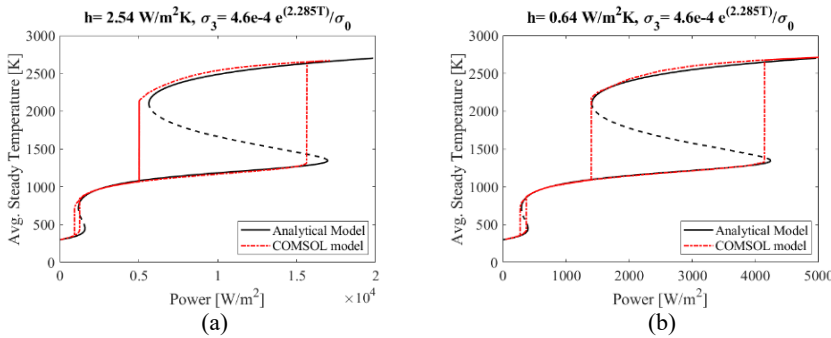 h= 2.54 W/m²K, σ₃= 4.6e-4 e^(2.285T)/σ₀
Avg. Steady Temperature [K]
3000
2500
2000
1500
1000
500
0
Analytical Model
COMSOL model
0
0.5
1
1.5
2
×10⁴
Power [W/m²]
(a)
h= 0.64 W/m²K, σ₃= 4.6e-4 e^(2.285T)/σ₀
Avg. Steady Temperature [K]
3000
2500
2000
1500
1000
500
0
Analytical Model
COMSOL model
0
1000
2000
3000
4000
5000
Power [W/m²]
(b)